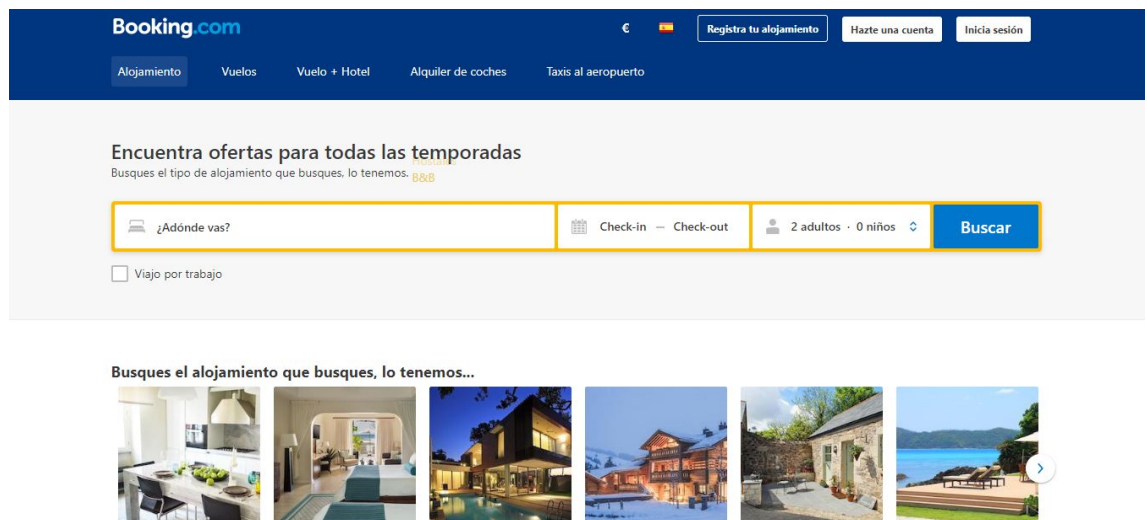 Booking.com
€
Registra tu alojamiento
Hazte una cuenta
Inicia sesión
Alojamiento
Vuelos
Vuelo + Hotel
Alquiler de coches
Taxis al aeropuerto
Encuentra ofertas para todas las temporadas
Busques el tipo de alojamiento que busques, lo tenemos.
B&B
¿Adónde vas?
Check-in — Check-out
2 adultos · 0 niños
Buscar
Viajo por trabajo
Busques el alojamiento que busques, lo tenemos...